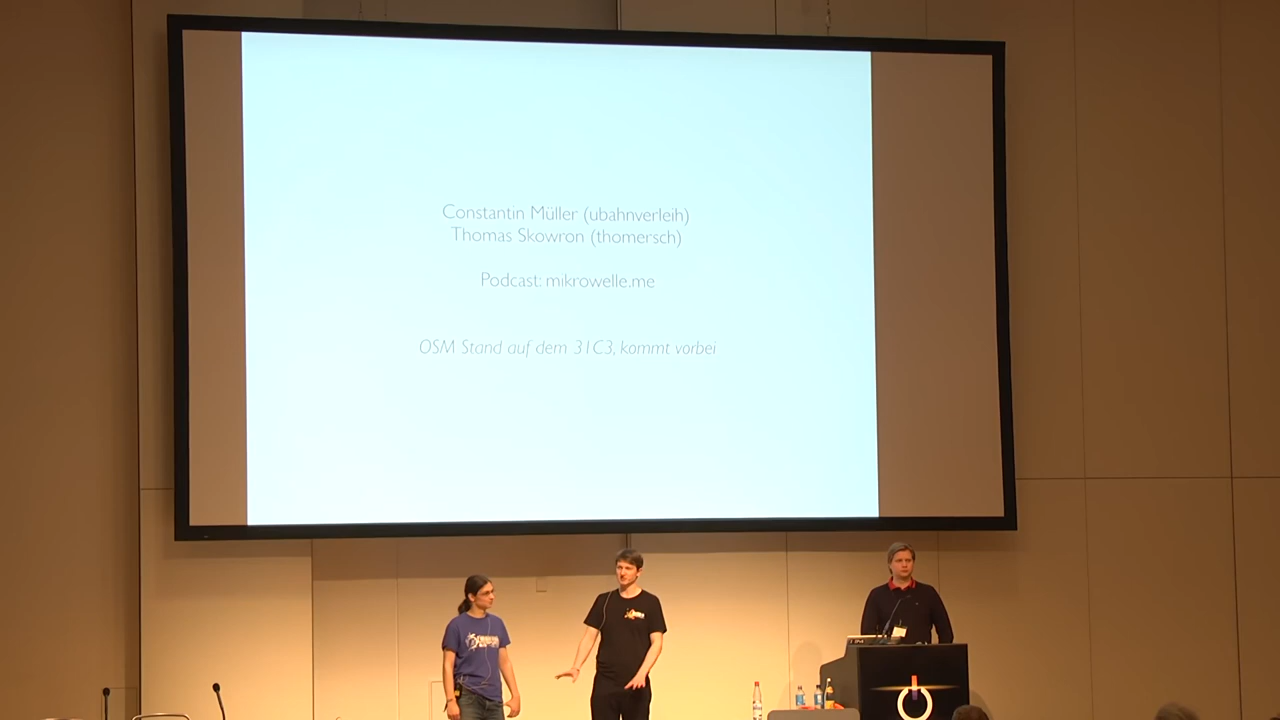 Constantin Müller (ubahnverleih)
Thomas Skowron (thomersch)
Podcast: mikrowelle.me
OSM Stand auf dem 31C3, kommt vorbei